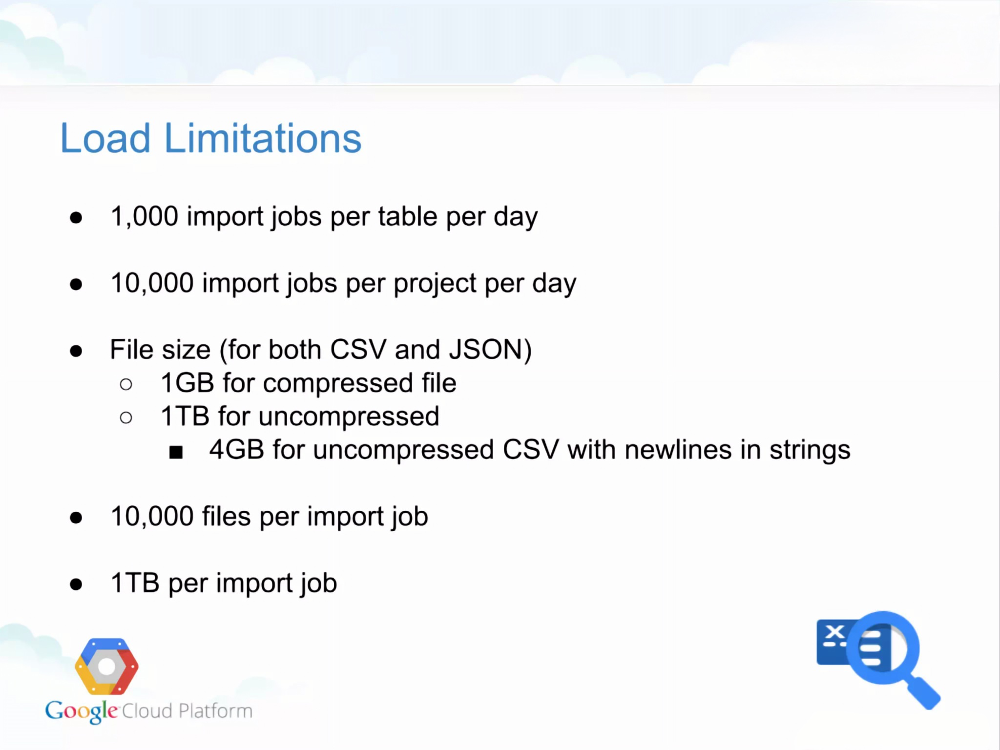 Load Limitations
● 1,000 import jobs per table per day
● 10,000 import jobs per project per day
● File size (for both CSV and JSON)
○ 1GB for compressed file
○ 1TB for uncompressed
■ 4GB for uncompressed CSV with newlines in strings
● 10,000 files per import job
● 1TB per import job
Google Cloud Platform